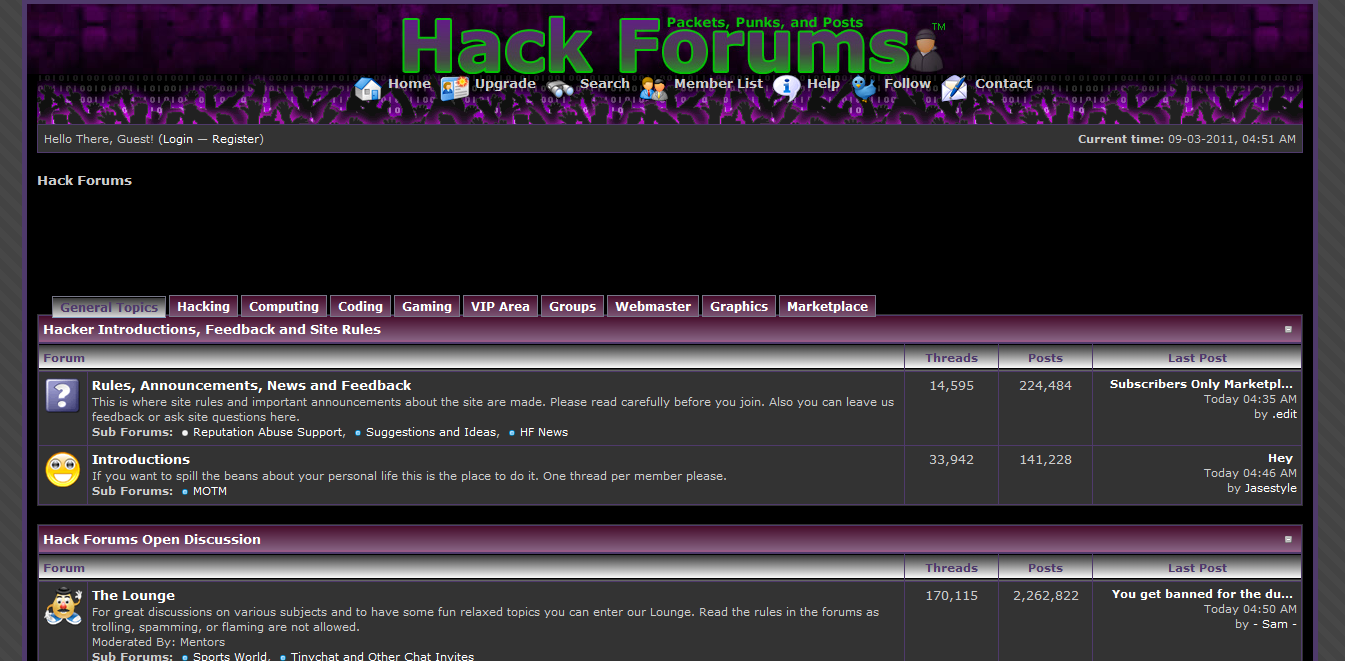 Packets, Punks, and Posts
Hack Forums TM
Home Upgrade Search Member List Help Follow Contact
Hello There, Guest! (Login — Register) Current time: 09-03-2011, 04:51 AM
Hack Forums
General Topics Hacking Computing Coding Gaming VIP Area Groups Webmaster Graphics Marketplace
Hacker Introductions, Feedback and Site Rules
Forum Threads Posts Last Post
Rules, Announcements, News and Feedback 14,595 224,484 Subscribers Only Marketpl...
This is where site rules and important announcements about the site are made. Please read carefully before you join. Also you can leave us Today 04:35 AM
feedback or ask site questions here. by .edit
Sub Forums: Reputation Abuse Support, Suggestions and Ideas, HF News
Introductions 33,942 141,228 Hey
If you want to spill the beans about your personal life this is the place to do it. One thread per member please. Today 04:46 AM
Sub Forums: MOTM by Jasestyle
Hack Forums Open Discussion
Forum Threads Posts Last Post
The Lounge 170,115 2,262,822 You get banned for the du...
For great discussions on various subjects and to have some fun relaxed topics you can enter our Lounge. Read the rules in the forums as Today 04:50 AM
trolling, spamming, or flaming are not allowed. by - Sam -
Moderated By: Mentors
Sub Forums: Sports World, Tinychat and Other Chat Invites